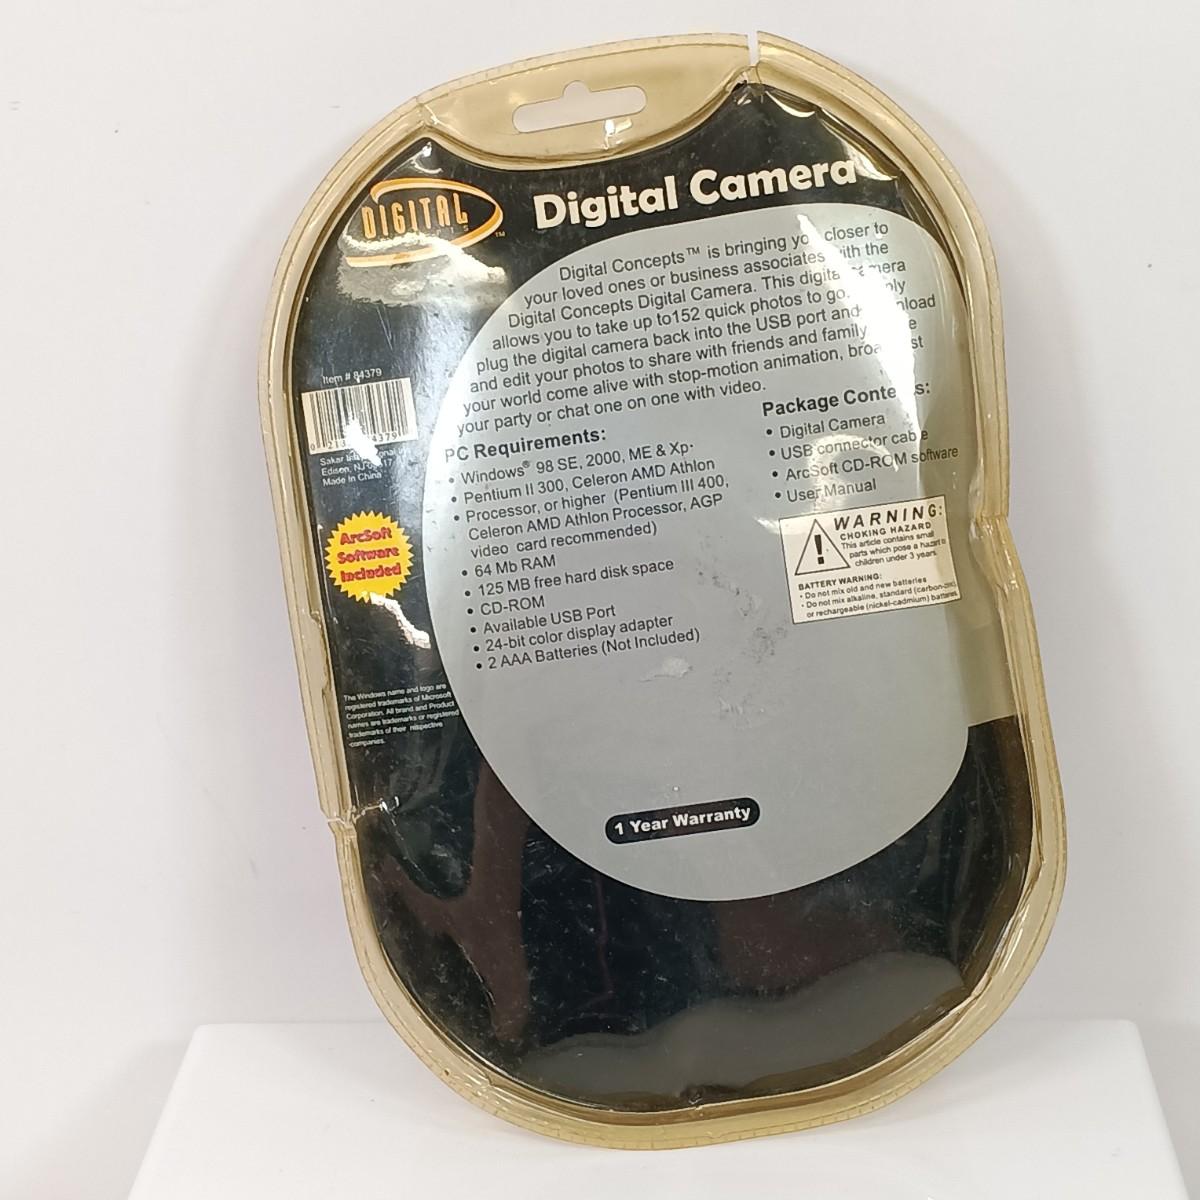 DIGITAL
TM
Digital Camera
Digital Concepts™ is bringing closer to
your loved ones or business associates with the
Digital Concepts Digital Camera. This digital camera
allows you to take up to152 quick photos to go.
plug the digital camera back into the USB port and
and edit your photos to share with friends and family
your world come alive with stop-motion animation,
your party or chat one on one with video.
Item # 84379
Sakar
Edison, NJ
Made In China
PC Requirements:
• Windows® 98 SE, 2000, ME & Xp.
• Pentium II 300, Celeron AMD Athlon
• Processor, or higher (Pentium III 400,
Celeron AMD Athlon Processor, AGP
video card recommended)
• 64 Mb RAM
• 125 MB free hard disk space
• CD-ROM
• Available USB Port
• 24-bit color display adapter
• 2 AAA Batteries (Not Included)
Package Contents:
• Digital Camera
• USB connector cable
• ArcSoft CD-ROM software
• User Manual
WARNING:
CHOKING HAZARD
This article contains small
parts which pose a hazard to
children under 3 years.
BATTERY WARNING:
• Do not mix old and new batteries
• Do not mix alkaline, standard (carbon-zinc)
or rechargeable (nickel-cadmium) batteries
ArcSoft
Software
Included
The Windows name and logo are
registered trademarks of Microsoft
Corporation. All brand and Product
names are trademarks or registered
trademarks of their respective
companies.
1 Year Warranty